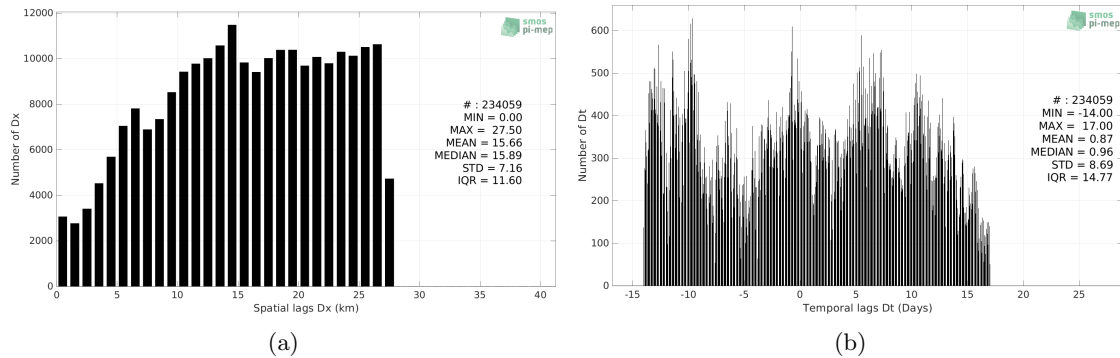 12000
10000
8000
6000
4000
2000
0
0
5
10
15
20
25
30
35
40
Number of Dx
Spatial lags Dx (km)
smos
pi-mep
# : 234059
MIN = 0.00
MAX = 27.50
MEAN = 15.66
MEDIAN = 15.89
STD = 7.16
IQR = 11.60
(a)
600
500
400
300
200
100
0
-15
-10
-5
0
5
10
15
20
25
Number of Dt
Temporal lags Dt (Days)
smos
pi-mep
# : 234059
MIN = -14.00
MAX = 17.00
MEAN = 0.87
MEDIAN = 0.96
STD = 8.69
IQR = 14.77
(b)